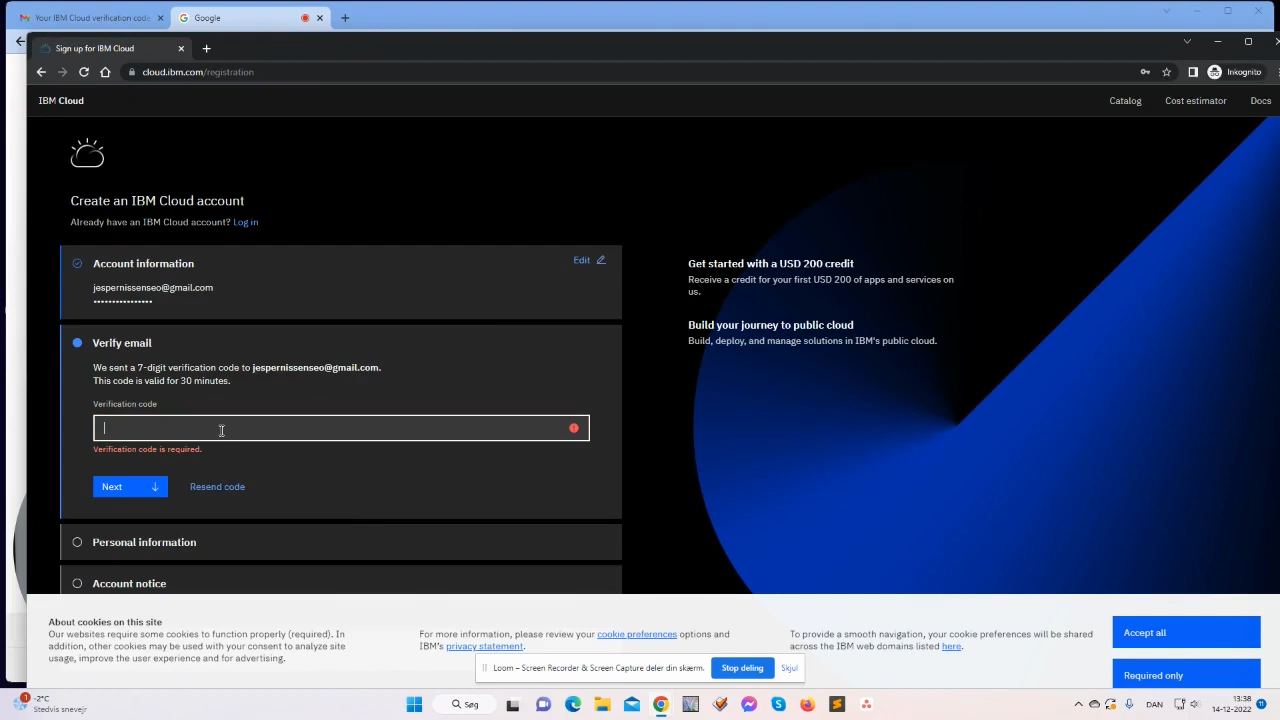 Your IBM Cloud verification code
Google
Sign up for IBM Cloud
cloud.ibm.com/registration
Inkognito
IBM Cloud
Catalog
Cost estimator
Docs
Create an IBM Cloud account
Already have an IBM Cloud account? Log in
Account information
Edit
jespernissenseo@gmail.com
•••••••••••••••
Get started with a USD 200 credit
Receive a credit for your first USD 200 of apps and services on
us.
Build your journey to public cloud
Build, deploy, and manage solutions in IBM's public cloud.
Verify email
We sent a 7-digit verification code to jespernissenseo@gmail.com.
This code is valid for 30 minutes.
Verification code
Verification code is required.
Next
Resend code
Personal information
Account notice
About cookies on this site
Our websites require some cookies to function properly (required). In
addition, other cookies may be used with your consent to analyze site
usage, improve the user experience and for advertising.
For more information, please review your cookie preferences options and
IBM's privacy statement.
To provide a smooth navigation, your cookie preferences will be shared
across the IBM web domains listed here.
Accept all
Required only
Loom – Screen Recorder & Screen Capture deler din skærm.
Stop deling
Skjul
1
-2°C
Stedvis snevejr
Søg
DAN
13:38
14-12-2022